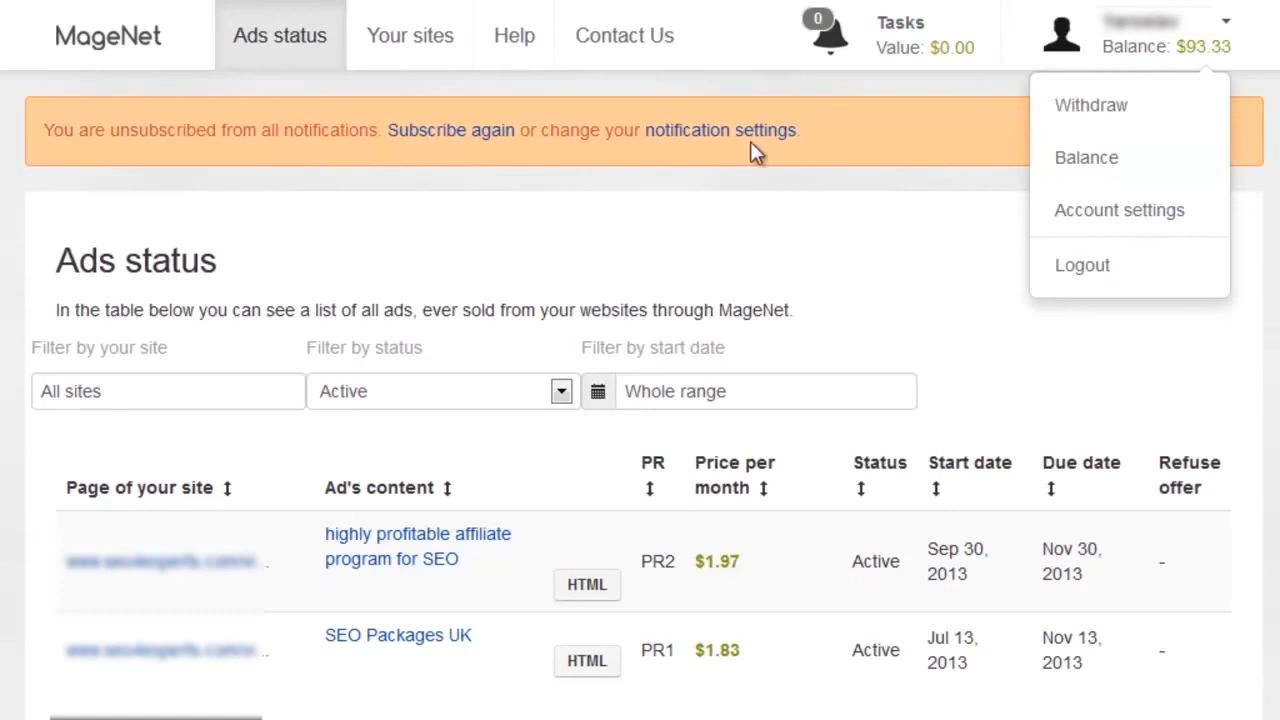 MageNet
Ads status
Your sites
Help
Contact Us
0
Tasks
Value: $0.00
Balance: $93.33
Withdraw
Balance
Account settings
Logout
You are unsubscribed from all notifications. Subscribe again or change your notification settings.
Ads status
In the table below you can see a list of all ads, ever sold from your websites through MageNet.
Filter by your site
Filter by status
Filter by start date
All sites
Active
Whole range
Page of your site
Ad's content
PR
Price per
month
Status
Start date
Due date
Refuse
offer
highly profitable affiliate
program for SEO
HTML
PR2
$1.97
Active
Sep 30,
2013
Nov 30,
2013
-
SEO Packages UK
HTML
PR1
$1.83
Active
Jul 13,
2013
Nov 13,
2013
-